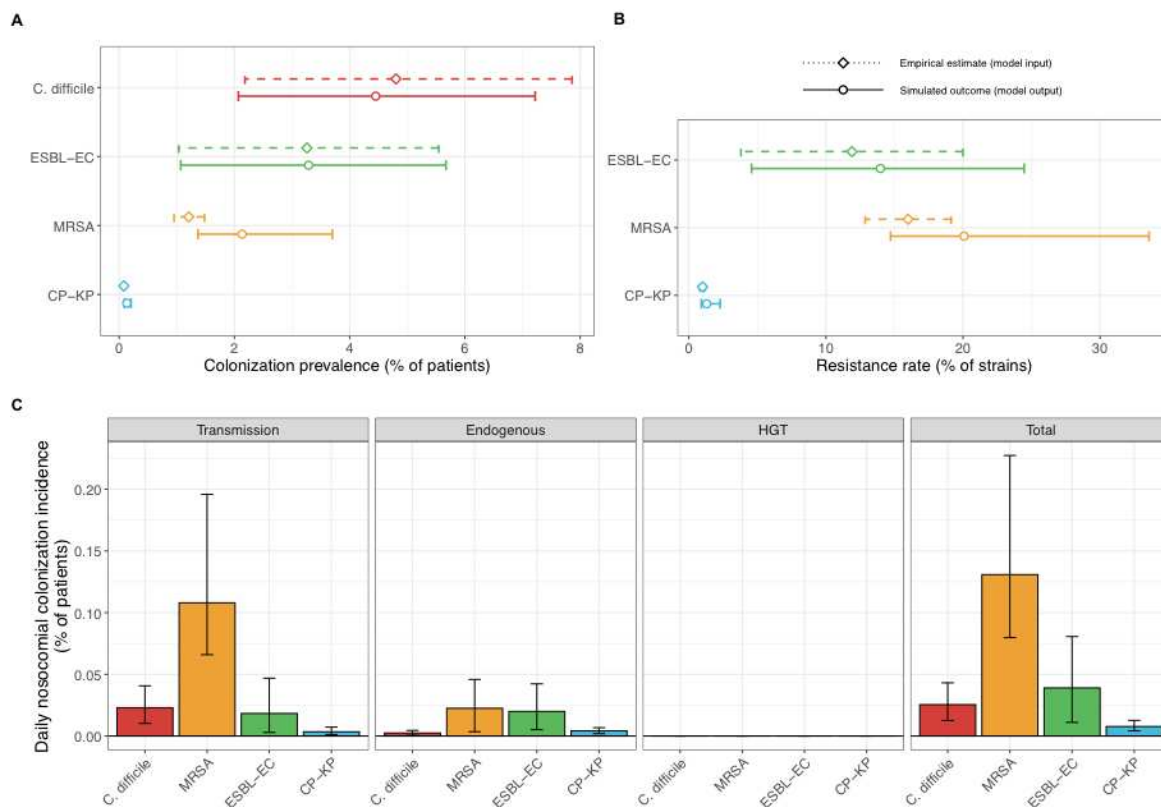 A
C. difficile
ESBL−EC
MRSA
CP−KP
0 2 4 6 8
Colonization prevalence (% of patients)
B
Empirical estimate (model input)
Simulated outcome (model output)
ESBL−EC
MRSA
CP−KP
0 10 20 30
Resistance rate (% of strains)
C
Daily nosocomial colonization incidence
(% of patients)
Transmission Endogenous HGT Total
0.20
0.15
0.10
0.05
0.00
C. difficile MRSA ESBL−EC CP−KP C. difficile MRSA ESBL−EC CP−KP C. difficile MRSA ESBL−EC CP−KP C. difficile MRSA ESBL−EC CP−KP